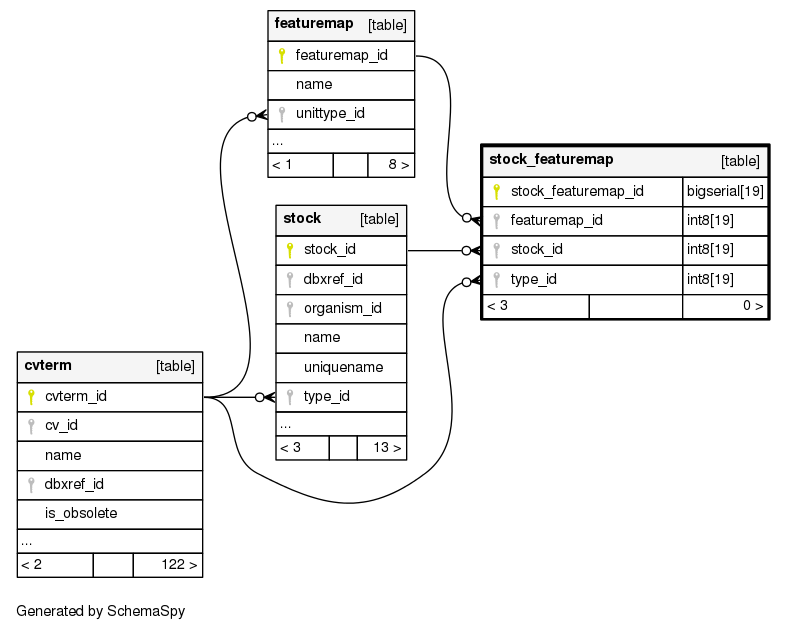 featuremap [table]
featuremap_id
name
unittype_id
...
< 1 8 >
stock_featuremap [table]
stock_featuremap_id bigserial[19]
featuremap_id int8[19]
stock_id int8[19]
type_id int8[19]
< 3 0 >
stock [table]
stock_id
dbxref_id
organism_id
name
uniquename
type_id
...
< 3 13 >
cvterm [table]
cvterm_id
cv_id
name
dbxref_id
is_obsolete
...
< 2 122 >
Generated by SchemaSpy